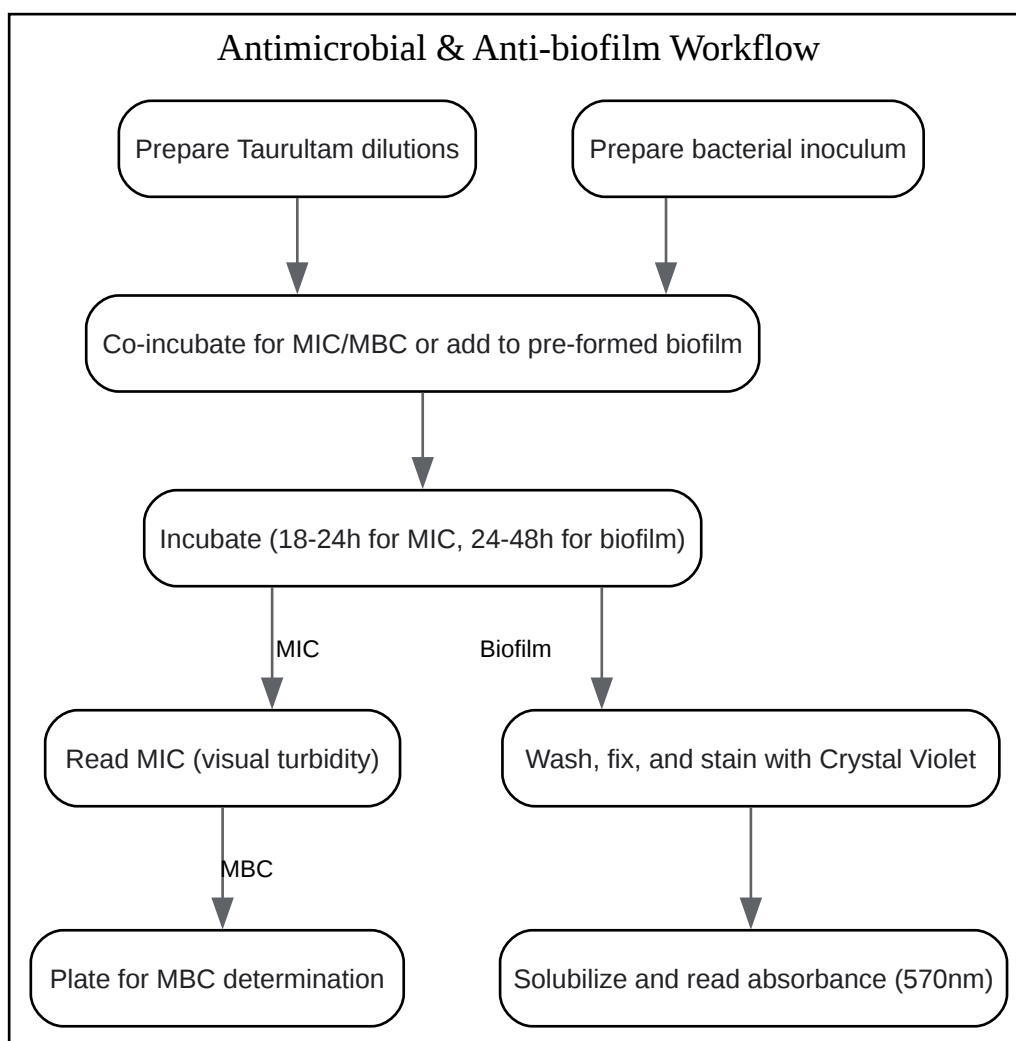 Antimicrobial & Anti-biofilm Workflow
Prepare Taurultam dilutions
Prepare bacterial inoculum
Co-incubate for MIC/MBC or add to pre-formed biofilm
Incubate (18-24h for MIC, 24-48h for biofilm)
MIC
Biofilm
Read MIC (visual turbidity)
Wash, fix, and stain with Crystal Violet
MBC
Plate for MBC determination
Solubilize and read absorbance (570nm)